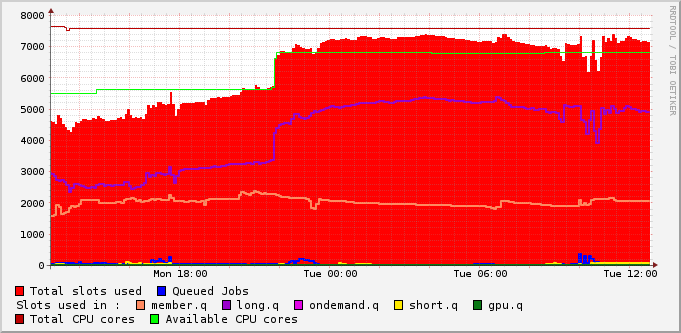 8000
7000
6000
5000
4000
3000
2000
1000
0
Mon 18:00 Tue 00:00 Tue 06:00 Tue 12:00
Total slots used Queued Jobs
Slots used in : member.q long.q ondemand.q short.q gpu.q
Total CPU cores Available CPU cores
RRDTOOL / TOBI OETIKER